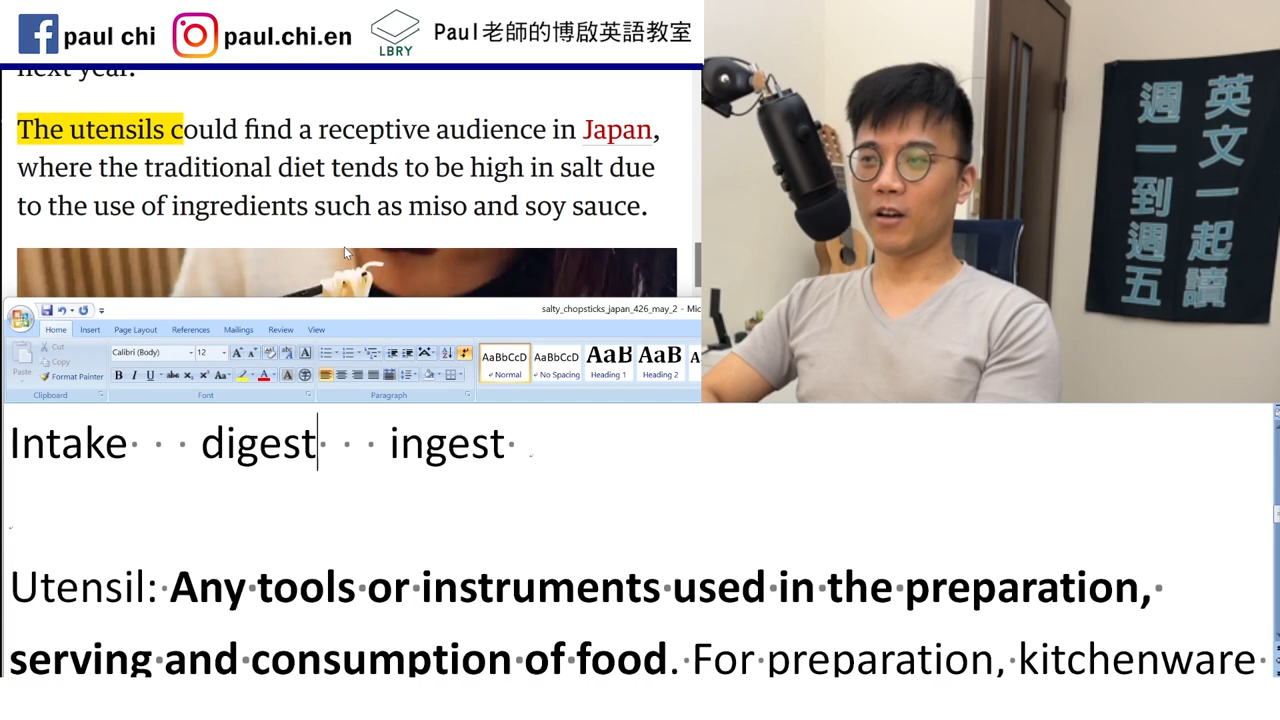 paul chi
paul.chi.en
LBRY
Paul老師的博啟英語教室
next year.
The utensils could find a receptive audience in Japan,
where the traditional diet tends to be high in salt due
to the use of ingredients such as miso and soy sauce.
英文一起讀
週一到週五
salty_chopsticks_japan_426_may_2 - Mic
Home Insert Page Layout References Mailings Review View
Cut
Copy
Format Painter
Paste
Clipboard
Calibri (Body) 12
Font
Paragraph
AaBbCcD AaBbCcD AaB AaBb
Normal No Spacing Heading 1 Heading 2
Intake digest ingest
Utensil: Any tools or instruments used in the preparation,
serving and consumption of food. For preparation, kitchenware